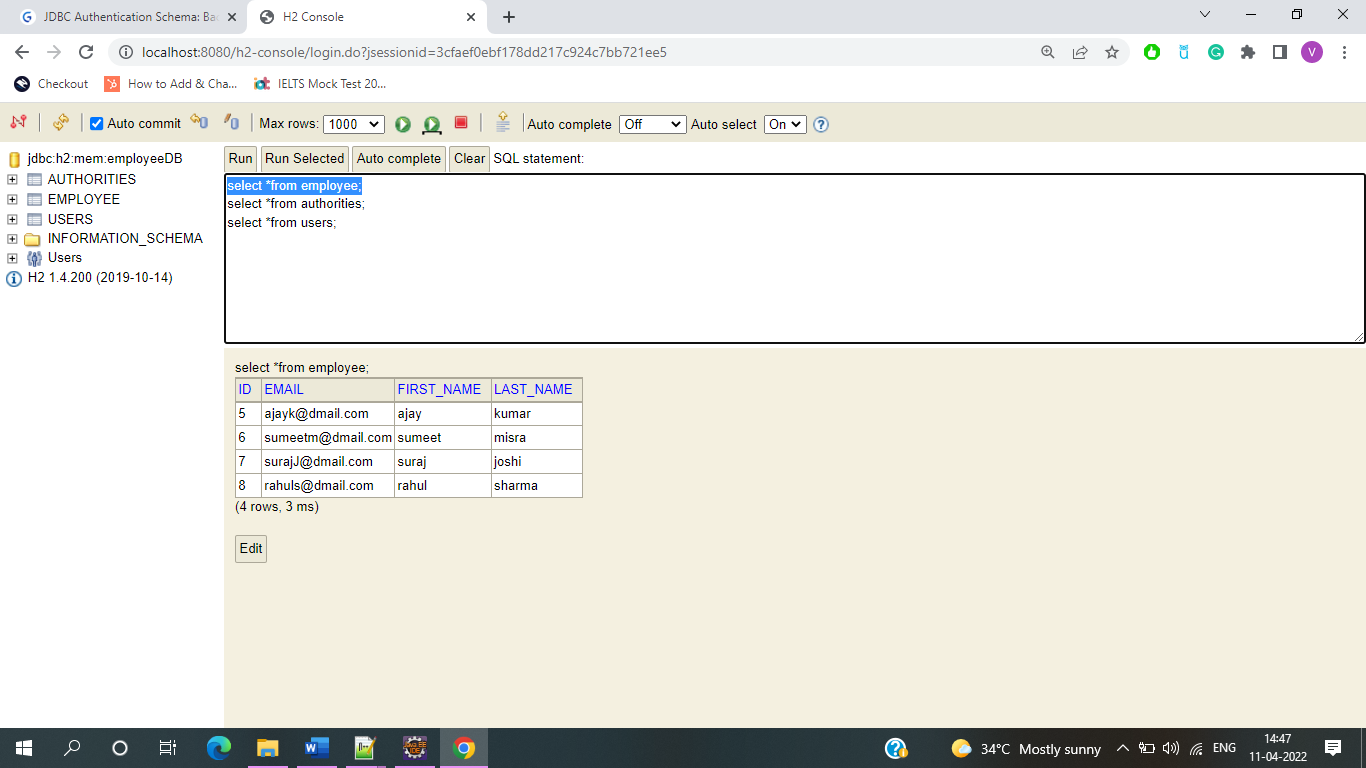 JDBC Authentication Schema: Ba
H2 Console
localhost:8080/h2-console/login.do?jsessionid=3cfaef0ebf178dd217c924c7bb721ee5
V
Checkout
How to Add & Cha...
IELTS Mock Test 20...
Auto commit
Max rows: 1000
Auto complete Off
Auto select On
jdbc:h2:mem:employeeDB
AUTHORITIES
EMPLOYEE
USERS
INFORMATION_SCHEMA
Users
H2 1.4.200 (2019-10-14)
Run Run Selected Auto complete Clear SQL statement:
select *from employee;
select *from authorities;
select *from users;
select *from employee;
ID EMAIL FIRST_NAME LAST_NAME
5 ajayk@dmail.com ajay kumar
6 sumeetm@dmail.com sumeet misra
7 surajJ@dmail.com suraj joshi
8 rahuls@dmail.com rahul sharma
(4 rows, 3 ms)
Edit
34°C Mostly sunny
ENG
14:47
11-04-2022